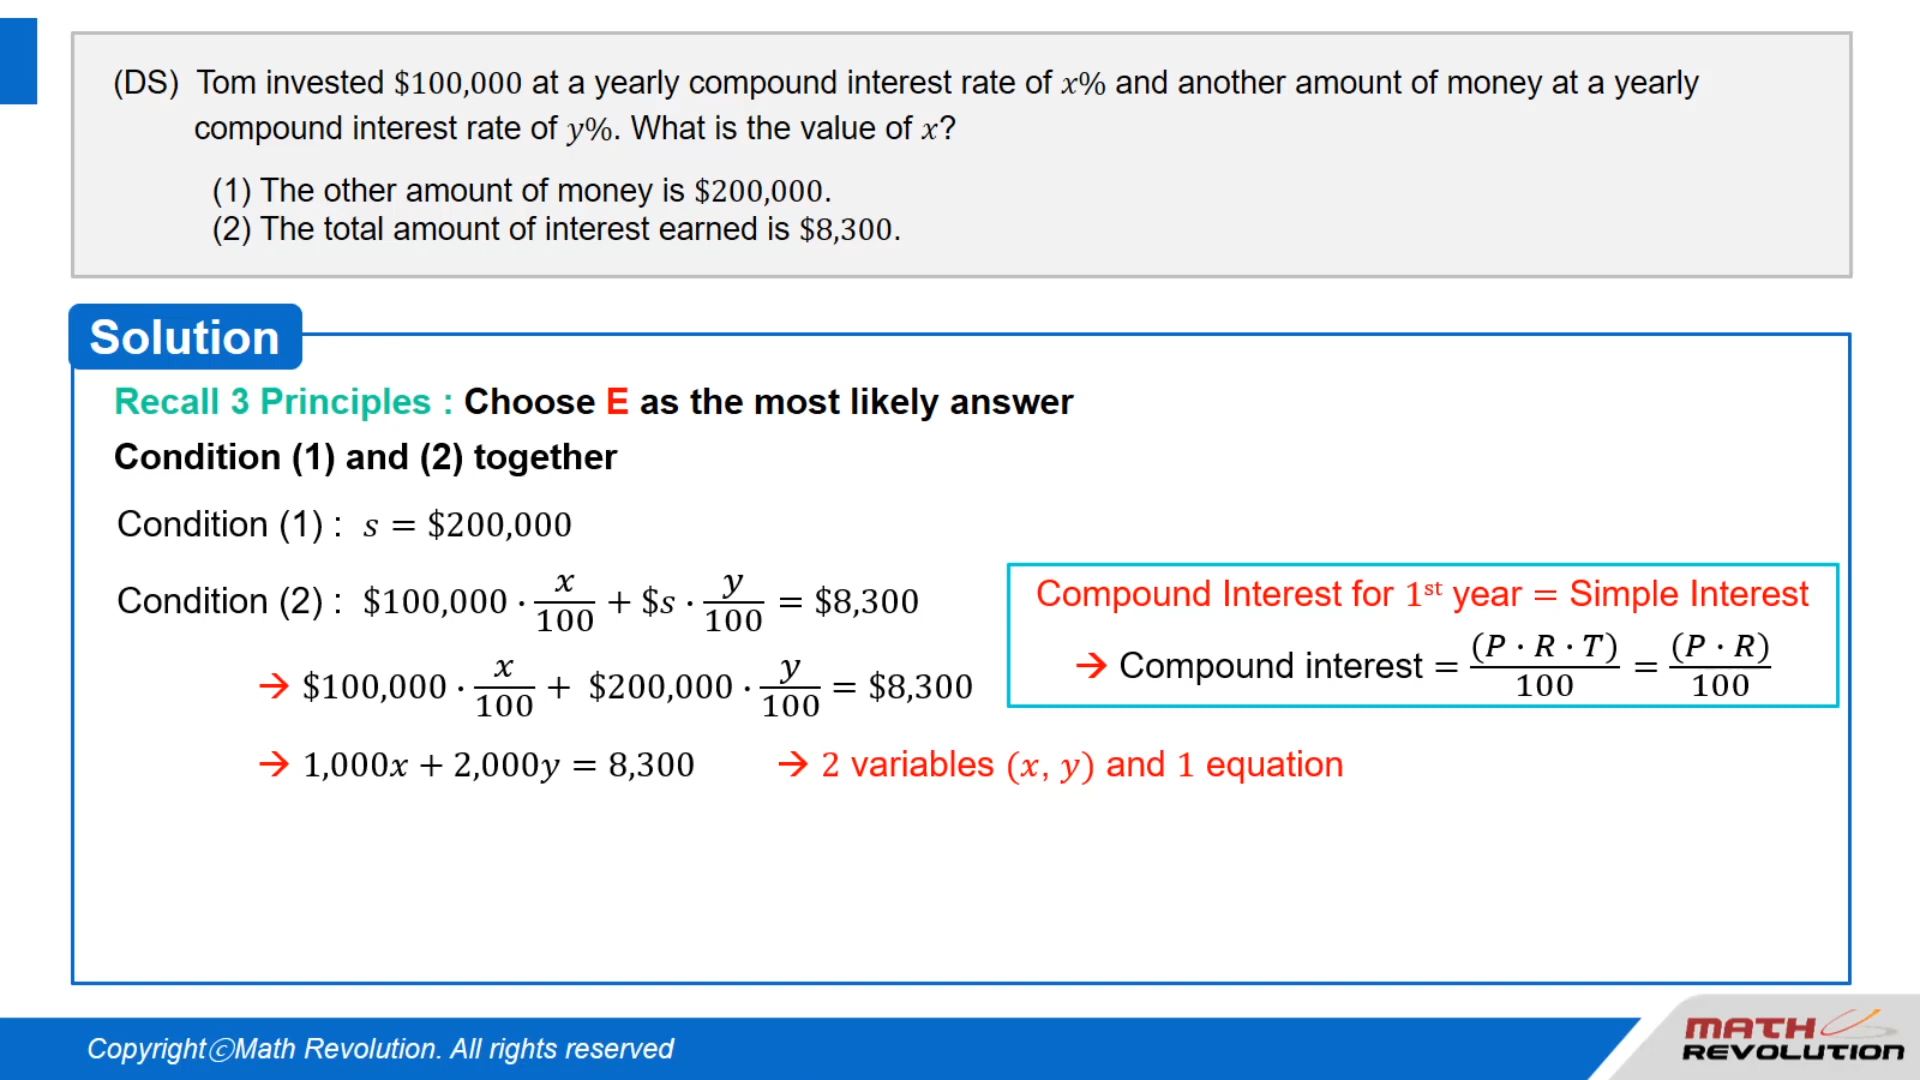 (DS) Tom invested $100,000 at a yearly compound interest rate of x% and another amount of money at a yearly
compound interest rate of y%. What is the value of x?
(1) The other amount of money is $200,000.
(2) The total amount of interest earned is $8,300.
Solution
Recall 3 Principles : Choose E as the most likely answer
Condition (1) and (2) together
Condition (1) : s = $200,000
Condition (2) : $100,000 · x/100 + $s · y/100 = $8,300
→ $100,000 · x/100 + $200,000 · y/100 = $8,300
Compound Interest for 1st year = Simple Interest
→ Compound interest = (P · R · T)/100 = (P · R)/100
→ 1,000x + 2,000y = 8,300 → 2 variables (x, y) and 1 equation
CopyrightⓒMath Revolution. All rights reserved
MATH
REVOLUTION